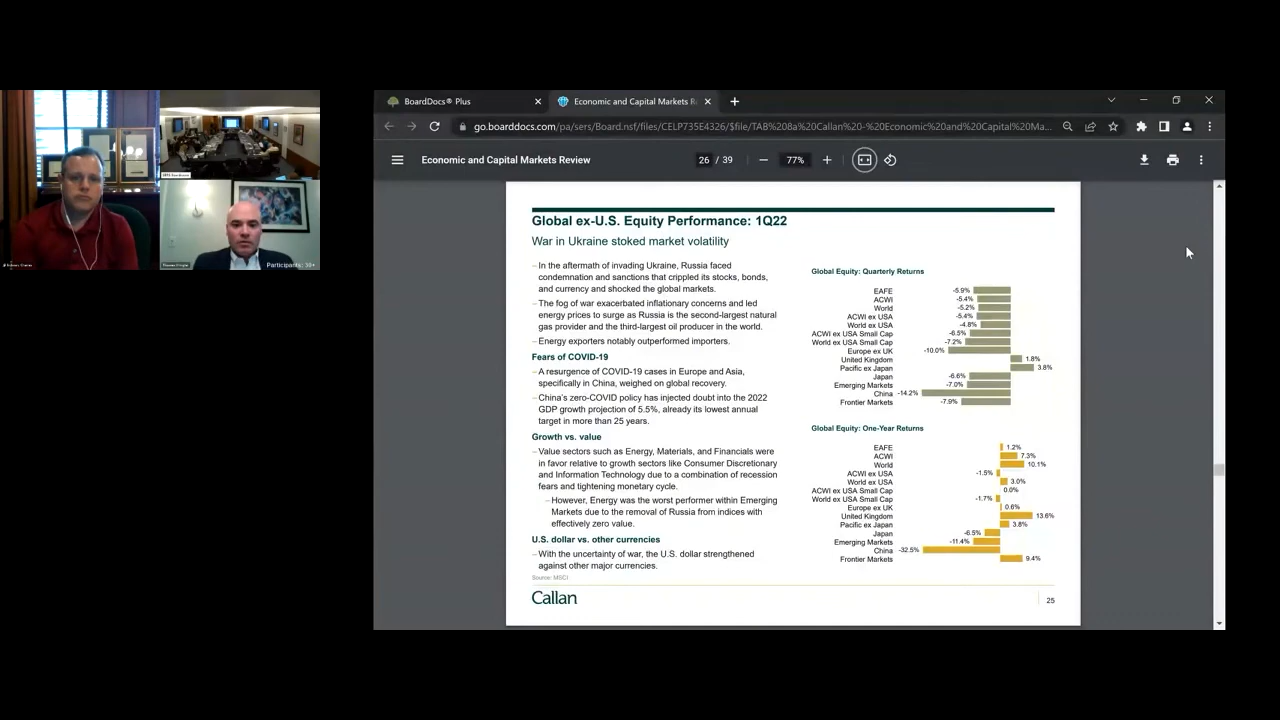 BoardDocs® Plus
Economic and Capital Markets R
go.boarddocs.com/pa/sers/Board.nsf/files/CELP735E4326/$file/TAB%208a%20Callan%20-%20Economic%20and%20Capital%20Ma...
Economic and Capital Markets Review
26 / 39
77%
Participants: 30+
Global ex-U.S. Equity Performance: 1Q22
War in Ukraine stoked market volatility
– In the aftermath of invading Ukraine, Russia faced
condemnation and sanctions that crippled its stocks, bonds,
and currency and shocked the global markets.
– The fog of war exacerbated inflationary concerns and led
energy prices to surge as Russia is the second-largest natural
gas provider and the third-largest oil producer in the world.
– Energy exporters notably outperformed importers.
Fears of COVID-19
– A resurgence of COVID-19 cases in Europe and Asia,
specifically in China, weighed on global recovery.
– China's zero-COVID policy has injected doubt into the 2022
GDP growth projection of 5.5%, already its lowest annual
target in more than 25 years.
Growth vs. value
– Value sectors such as Energy, Materials, and Financials were
in favor relative to growth sectors like Consumer Discretionary
and Information Technology due to a combination of recession
fears and tightening monetary cycle.
– However, Energy was the worst performer within Emerging
Markets due to the removal of Russia from indices with
effectively zero value.
U.S. dollar vs. other currencies
– With the uncertainty of war, the U.S. dollar strengthened
against other major currencies.
Source: MSCI
Global Equity: Quarterly Returns
EAFE -5.9%
ACWI -5.4%
World -5.2%
ACWI ex USA -5.4%
World ex USA -4.8%
ACWI ex USA Small Cap -6.5%
World ex USA Small Cap -7.2%
Europe ex UK -10.0%
United Kingdom 1.8%
Pacific ex Japan 3.8%
Japan -6.6%
Emerging Markets -7.0%
China -14.2%
Frontier Markets -7.9%
Global Equity: One-Year Returns
EAFE 1.2%
ACWI 7.3%
World 10.1%
ACWI ex USA -1.5%
World ex USA 3.0%
ACWI ex USA Small Cap 0.0%
World ex USA Small Cap -1.7%
Europe ex UK 0.6%
United Kingdom 13.6%
Pacific ex Japan 3.8%
Japan -6.5%
Emerging Markets -11.4%
China -32.5%
Frontier Markets 9.4%
Callan
25